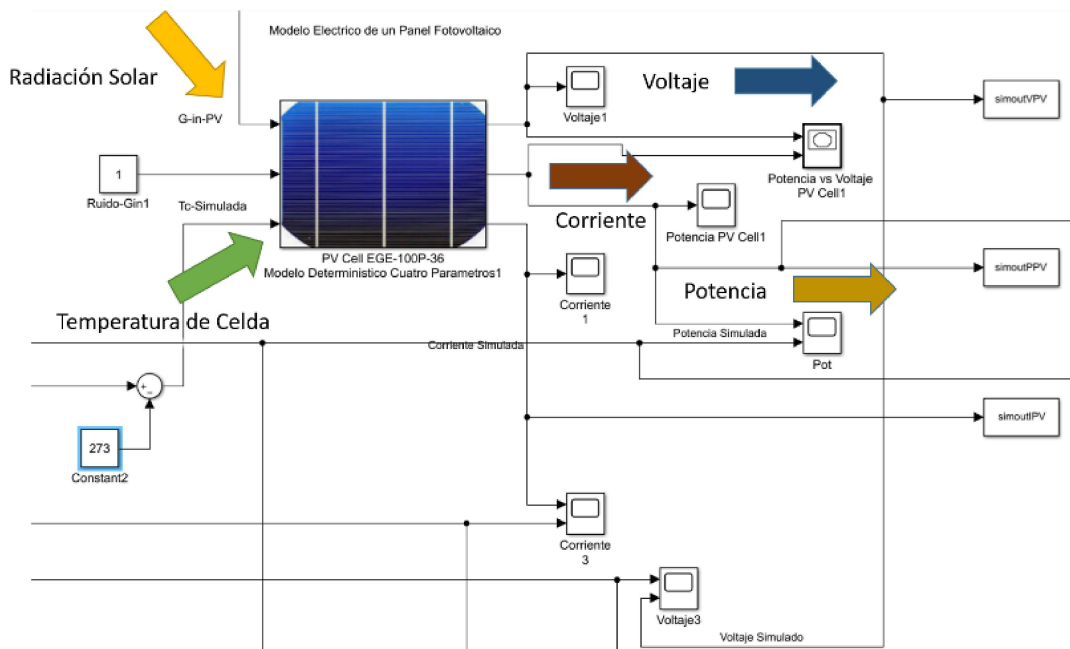 Modelo Electrico de un Panel Fotovoltaico
Radiación Solar
Voltaje
G-in-PV
Voltaje1
simoutVPV
1
Ruido-Gin1
Potencia vs Voltaje
PV Cell1
Tc-Simulada
Corriente
Potencia PV Cell1
PV Cell EGE-100P-36
Modelo Deterministico Cuatro Parametros1
simoutPPV
Corriente
1
Potencia
Temperatura de Celda
Potencia Simulada
Corriente Simulada
Pot
+
-
simoutIPV
273
Constant2
Corriente
3
Voltaje3
Voltaje Simulado